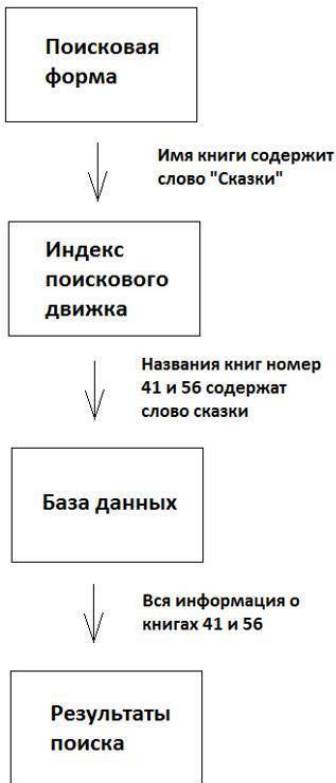 Поисковая
форма
Имя книги содержит
слово "Сказки"
Индекс
поискового
движка
Названия книг номер
41 и 56 содержат
слово сказки
База данных
Вся информация о
книгах 41 и 56
Результаты
поиска